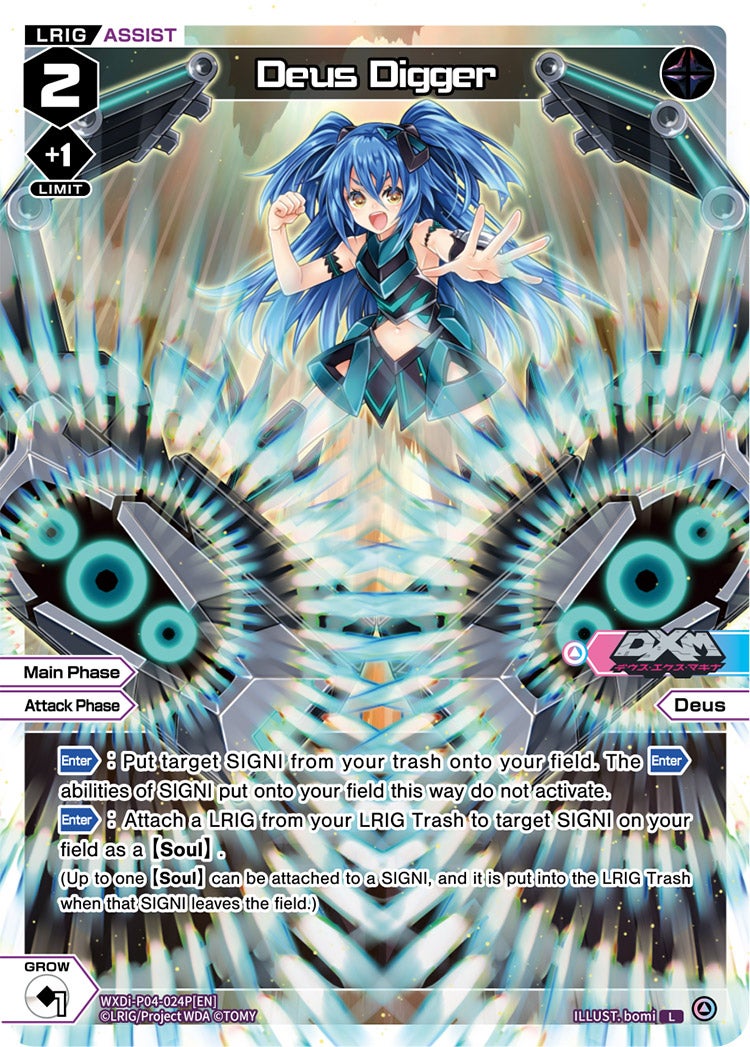 LRIG ASSIST
2
Deus Digger
+1
LIMIT
DXM
デウス・エクス・マキナ
Main Phase
Attack Phase
Deus
Enter : Put target SIGNI from your trash onto your field. The Enter
abilities of SIGNI put onto your field this way do not activate.
Enter : Attach a LRIG from your LRIG Trash to target SIGNI on your
field as a 【Soul】.
(Up to one 【Soul】 can be attached to a SIGNI, and it is put into the LRIG Trash
when that SIGNI leaves the field.)
GROW
1
WXDi-P04-024P[EN]
©LRIG/Project WDA ©TOMY
ILLUST. bomi L